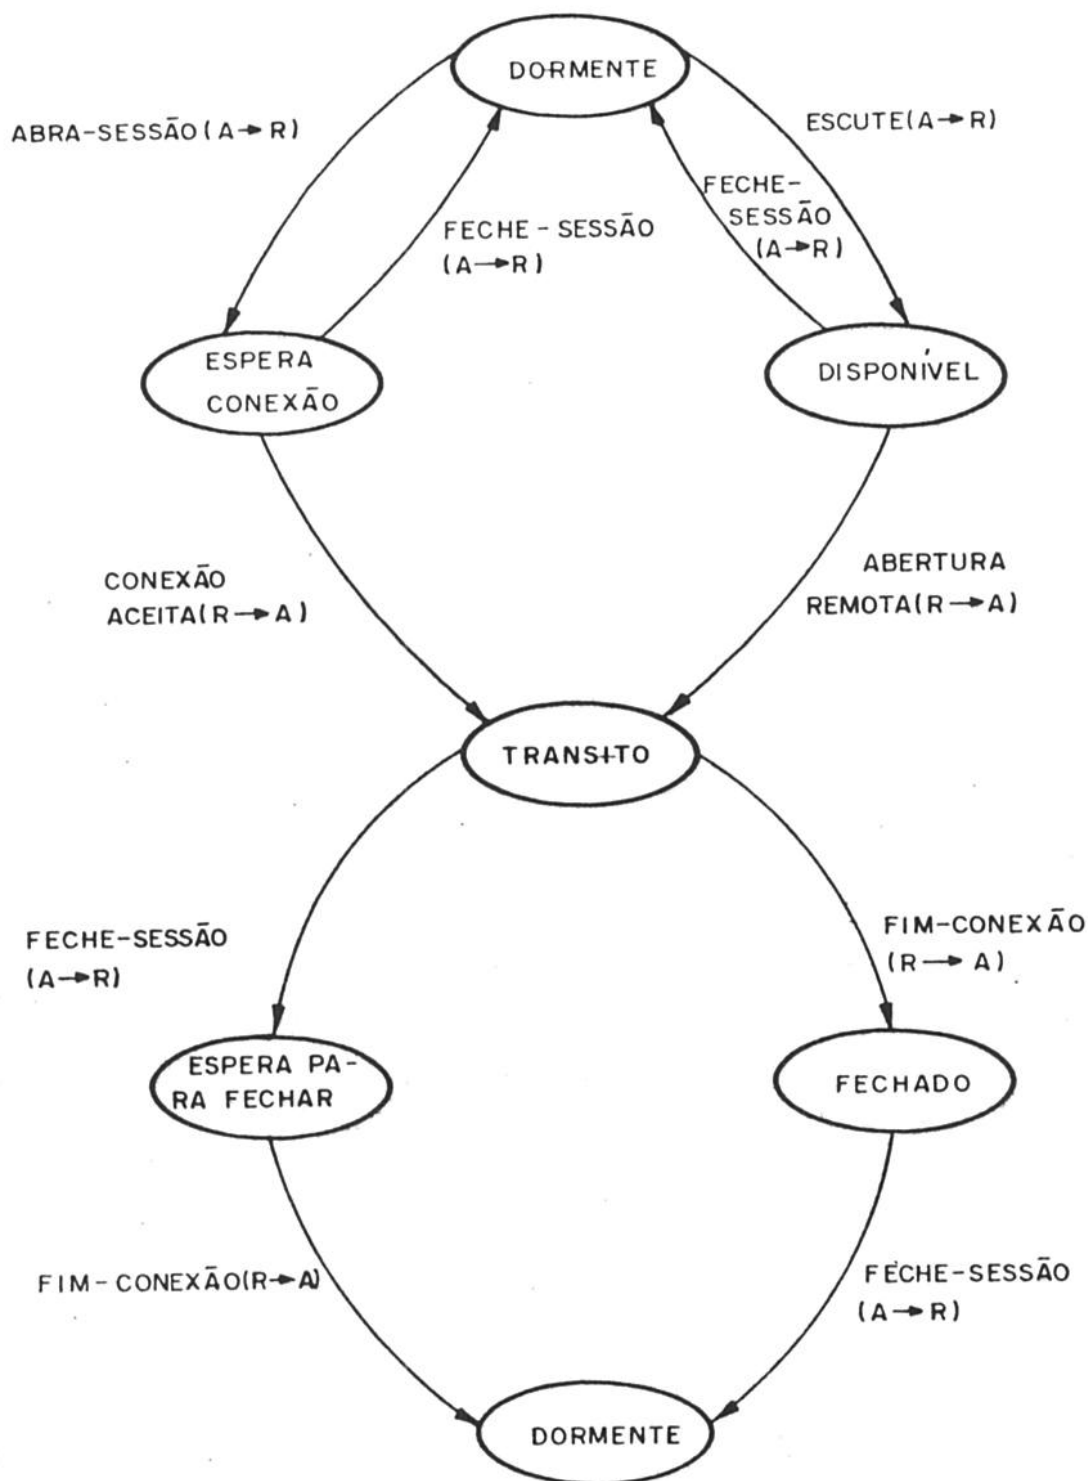 DORMENTE
ABRA-SESSÃO (A→R)
ESCUTE(A→R)
FECHE-
SESSÃO
(A→R)
FECHE-SESSÃO
(A→R)
ESPERA
CONEXÃO
DISPONÍVEL
CONEXÃO
ACEITA(R→A)
ABERTURA
REMOTA(R→A)
TRANSITO
FECHE-SESSÃO
(A→R)
FIM-CONEXÃO
(R→A)
ESPERA PA-
RA FECHAR
FECHADO
FIM-CONEXÃO(R→A)
FECHE-SESSÃO
(A→R)
DORMENTE